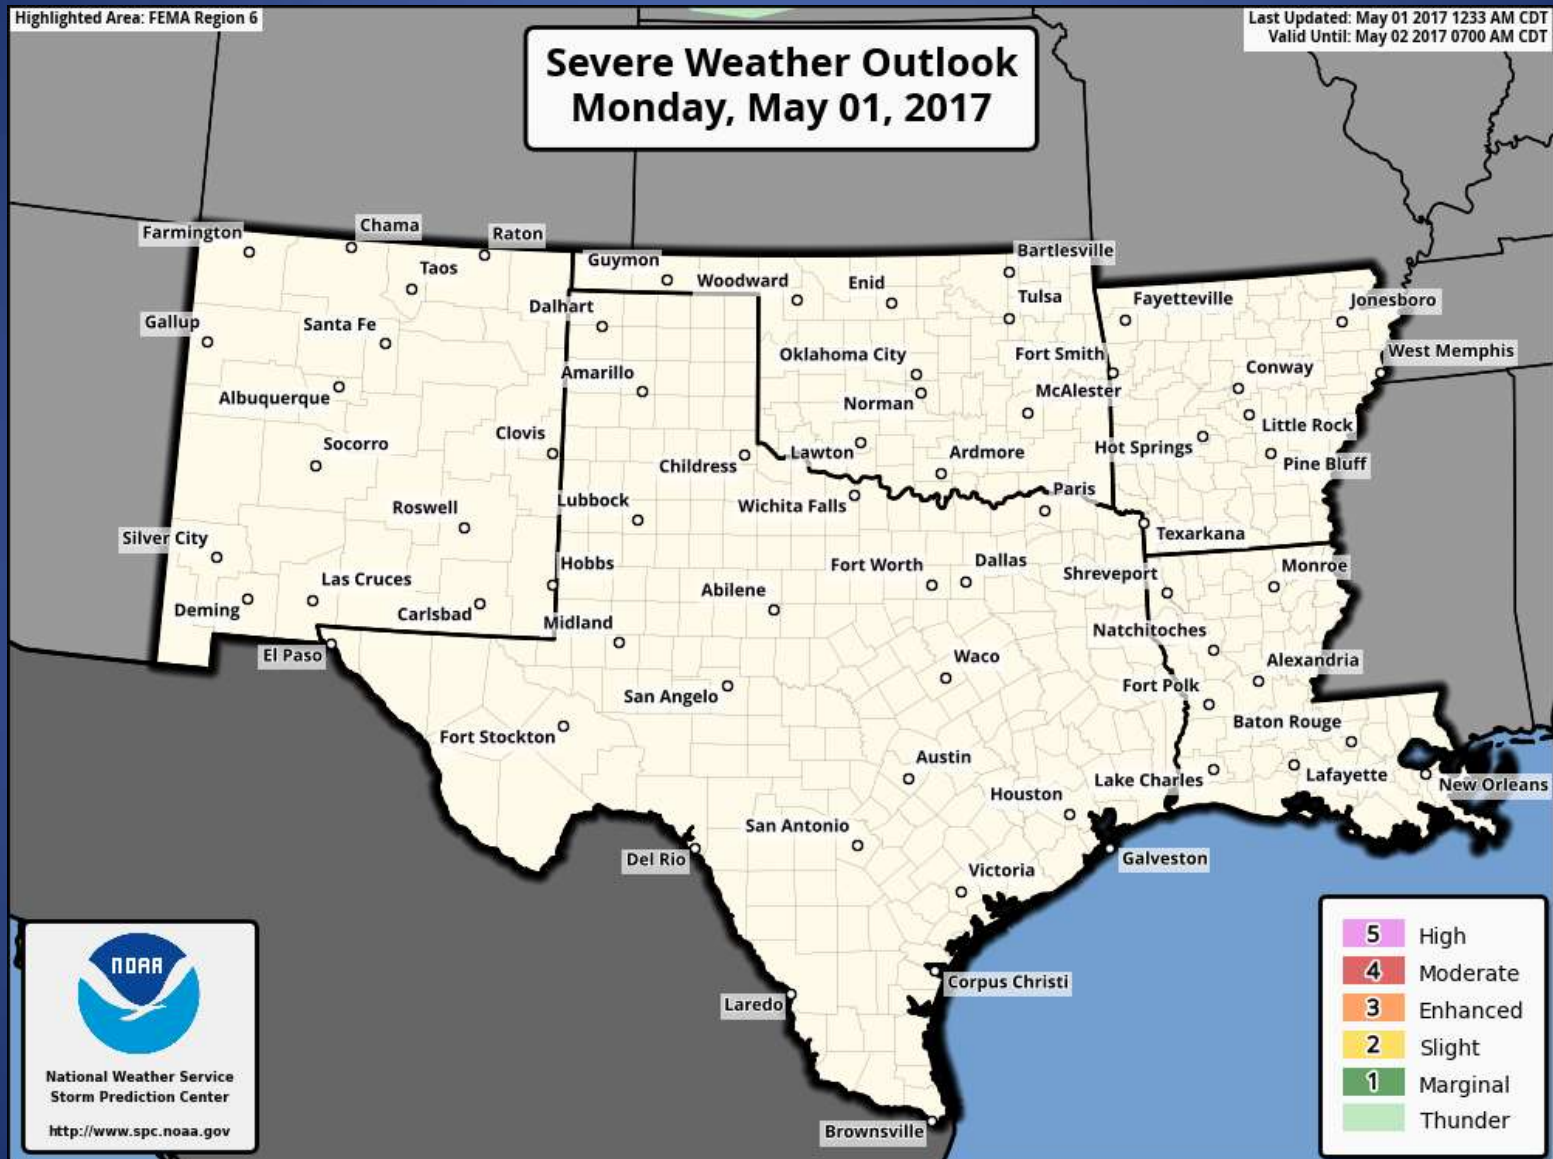 Highlighted Area: FEMA Region 6
Last Updated: May 01 2017 1233 AM CDT
Valid Until: May 02 2017 0700 AM CDT
Severe Weather Outlook
Monday, May 01, 2017
Farmington
Chama
Raton
Taos
Guymon
Woodward
Enid
Bartlesville
Tulsa
Fayetteville
Jonesboro
Gallup
Santa Fe
Dalhart
Oklahoma City
Fort Smith
West Memphis
Albuquerque
Amarillo
Norman
McAlester
Conway
Socorro
Clovis
Childress
Lawton
Ardmore
Hot Springs
Little Rock
Pine Bluff
Roswell
Lubbock
Wichita Falls
Paris
Texarkana
Silver City
Las Cruces
Hobbs
Fort Worth
Dallas
Shreveport
Monroe
Deming
Carlsbad
Midland
Abilene
Natchitoches
El Paso
San Angelo
Waco
Alexandria
Fort Polk
Fort Stockton
Baton Rouge
Austin
Lake Charles
Lafayette
New Orleans
Houston
San Antonio
Del Rio
Galveston
Victoria
Corpus Christi
Laredo
Brownsville
NOAA
National Weather Service
Storm Prediction Center
http://www.spc.noaa.gov
5 High
4 Moderate
3 Enhanced
2 Slight
1 Marginal
Thunder